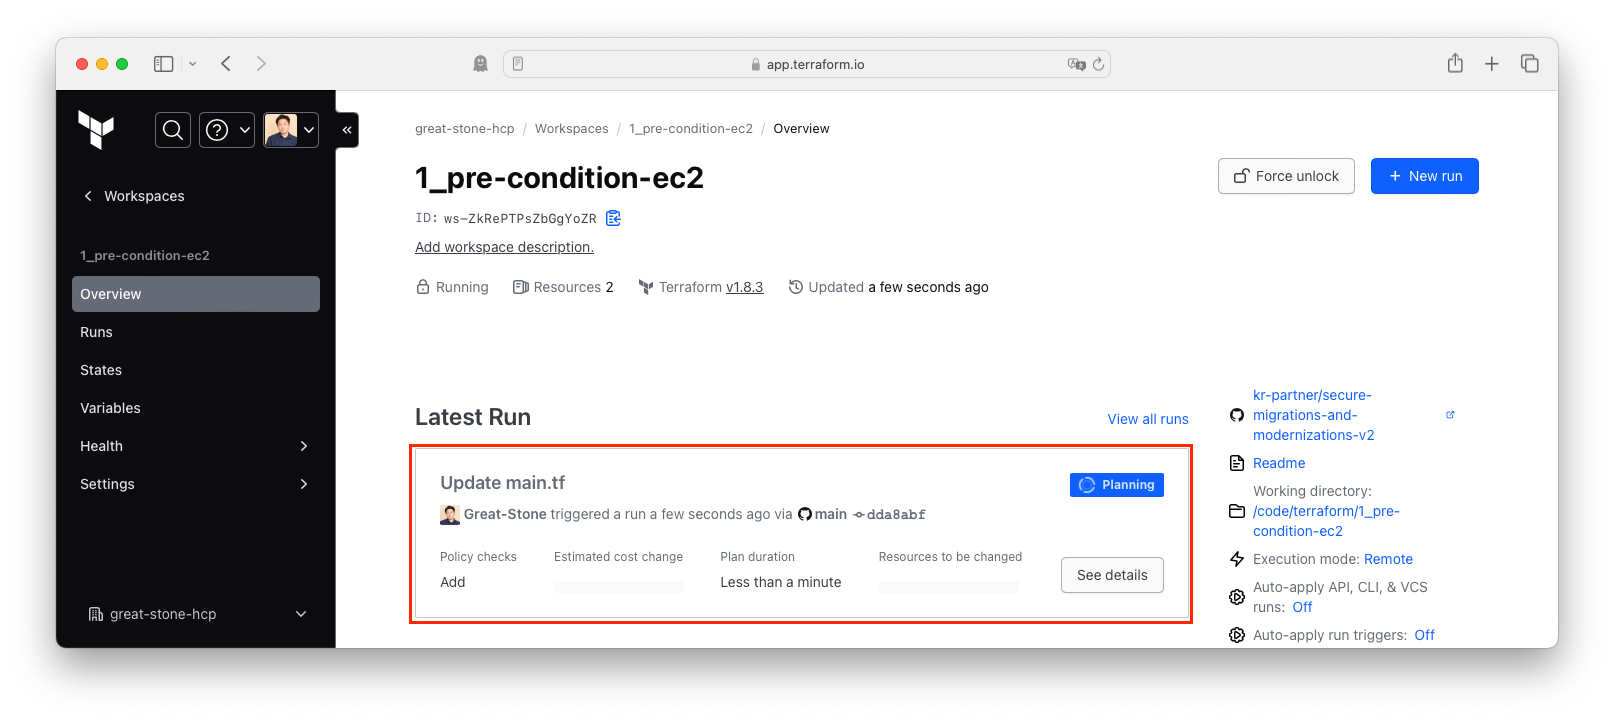 app.terraform.io
Workspaces
1_pre-condition-ec2
Overview
Runs
States
Variables
Health
Settings
great-stone-hcp
great-stone-hcp / Workspaces / 1_pre-condition-ec2 / Overview
1_pre-condition-ec2
Force unlock
+ New run
ID: ws-ZkRePTPsZbGgYoZR
Add workspace description.
Running Resources 2 Terraform v1.8.3 Updated a few seconds ago
Latest Run
View all runs
Update main.tf
Planning
Great-Stone triggered a run a few seconds ago via main dda8abf
Policy checks Estimated cost change Plan duration Resources to be changed
Add Less than a minute
See details
kr-partner/secure-
migrations-and-
modernizations-v2
Readme
Working directory:
/code/terraform/1_pre-
condition-ec2
Execution mode: Remote
Auto-apply API, CLI, & VCS
runs: Off
Auto-apply run triggers: Off